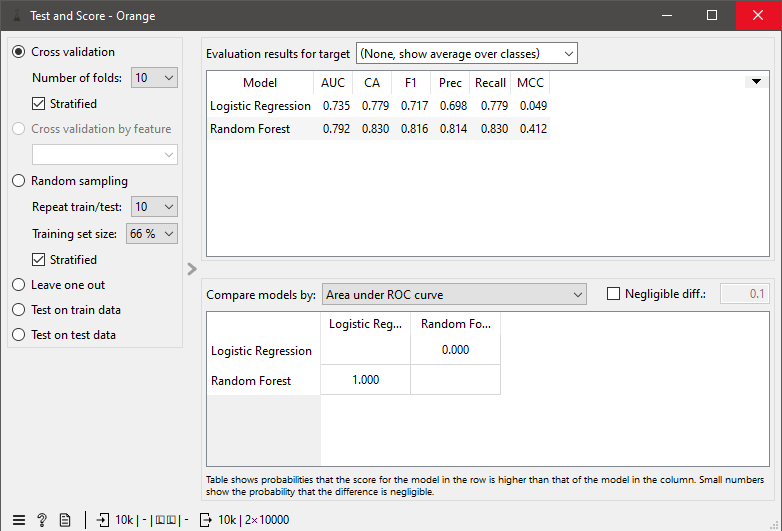 Test and Score - Orange
Cross validation
Number of folds: 10
Stratified
Cross validation by feature
Random sampling
Repeat train/test: 10
Training set size: 66 %
Stratified
Leave one out
Test on train data
Test on test data
Evaluation results for target (None, show average over classes)
Model AUC CA F1 Prec Recall MCC
Logistic Regression 0.735 0.779 0.717 0.698 0.779 0.049
Random Forest 0.792 0.830 0.816 0.814 0.830 0.412
Compare models by: Area under ROC curve Negligible diff.: 0.1
Logistic Reg... Random Fo...
Logistic Regression 0.000
Random Forest 1.000
Table shows probabilities that the score for the model in the row is higher than that of the model in the column. Small numbers
show the probability that the difference is negligible.
10k | - | - 10k | 2×10000